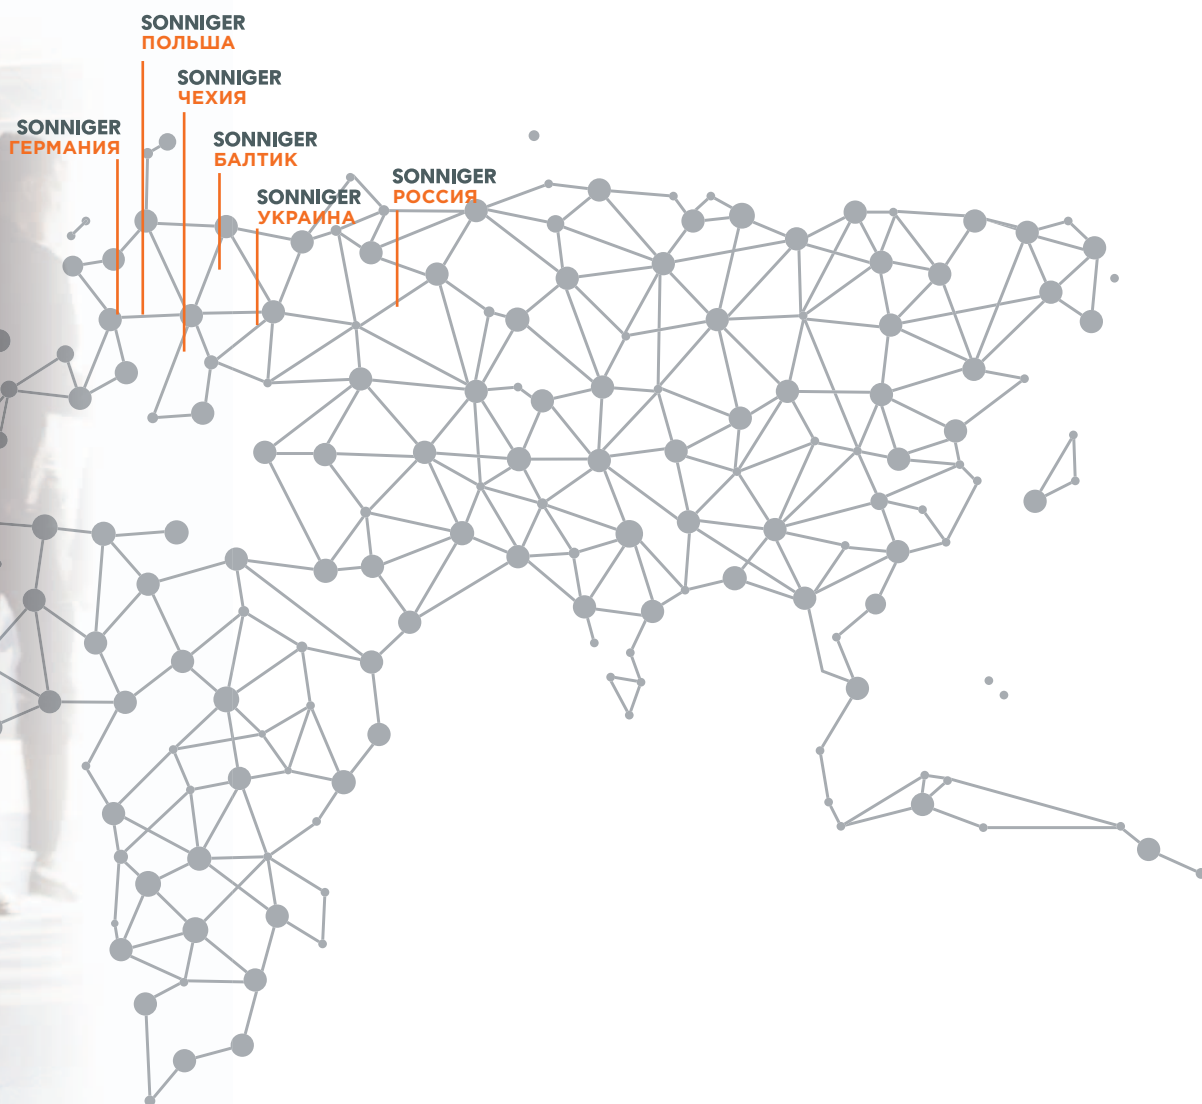 SONNIGER
ПОЛЬША
SONNIGER
ЧЕХИЯ
SONNIGER
ГЕРМАНИЯ
SONNIGER
БАЛТИК
SONNIGER
УКРАИНА
SONNIGER
РОССИЯ